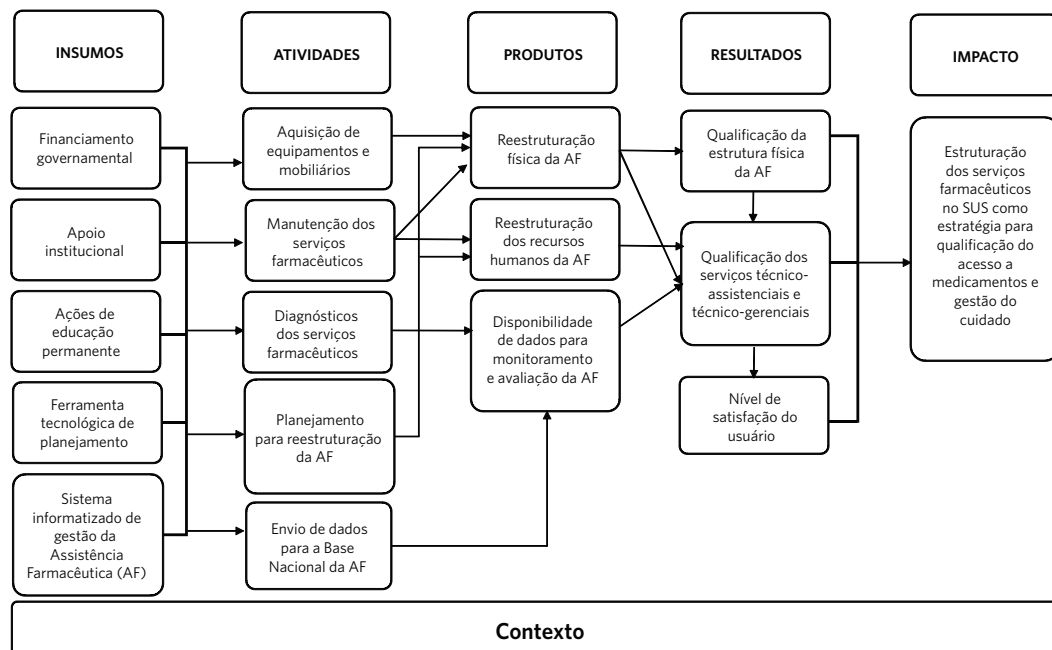 INSUMOS
ATIVIDADES
PRODUTOS
RESULTADOS
IMPACTO
Financiamento
governamental
Apoio
institucional
Ações de
educação
permanente
Ferramenta
tecnológica de
planejamento
Sistema
informatizado de
gestão da
Assistência
Farmacêutica (AF)
Aquisição de
equipamentos e
mobiliários
Manutenção dos
serviços
farmacêuticos
Diagnósticos
dos serviços
farmacêuticos
Planejamento
para reestruturação
da AF
Envio de dados
para a Base
Nacional da AF
Reestruturação
física da AF
Reestruturação
dos recursos
humanos da AF
Disponibilidade
de dados para
monitoramento
e avaliação da AF
Qualificação da
estrutura física
da AF
Qualificação dos
serviços técnico-
assistenciais e
técnico-gerenciais
Nível de
satisfação do
usuário
Estruturação
dos serviços
farmacêuticos
no SUS como
estratégia para
qualificação do
acesso a
medicamentos e
gestão do
cuidado
Contexto